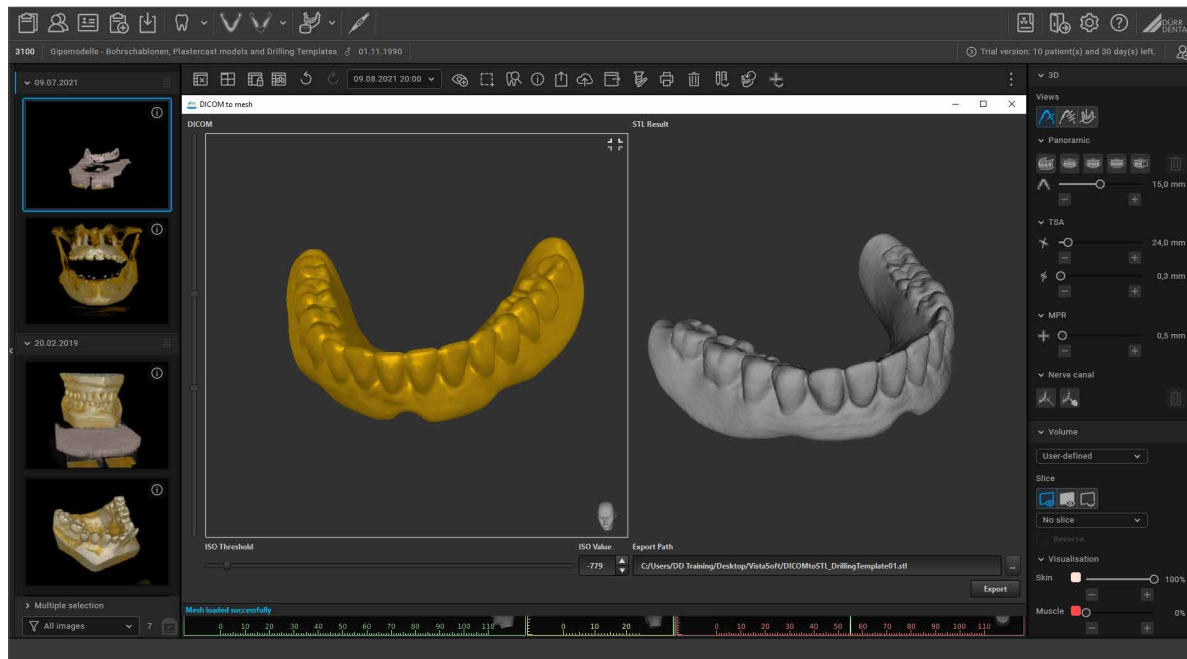 DÜRR
DENTA
3100 Gipsmodelle - Bohrschablonen, Plastercast models and Drilling Templates 01.11.1990
Trial version: 10 patient(s) and 30 day(s) left.
09.07.2021
09.08.2021 20:00
3D
DICOM to mesh
Views
DICOM
STL Result
Panoramic
15,0 mm
TSA
24,0 mm
0,3 mm
MPR
0,5 mm
20.02.2019
Nerve canal
Volume
User-defined
Slice
No slice
Reverse
ISO Threshold
ISO Value
Export Path
-779
C:/Users/DD Training/Desktop/VistaSoft/DICOMtoSTL_DrillingTemplate01.stl
...
Visualisation
Skin 100%
Export
Multiple selection
Mesh loaded successfully
Muscle 0%
All images 7
0 10 20 30 40 50 60 70 80 90 100 110
0 10 20
0 10 20 30 40 50 60 70 80 90 100 110